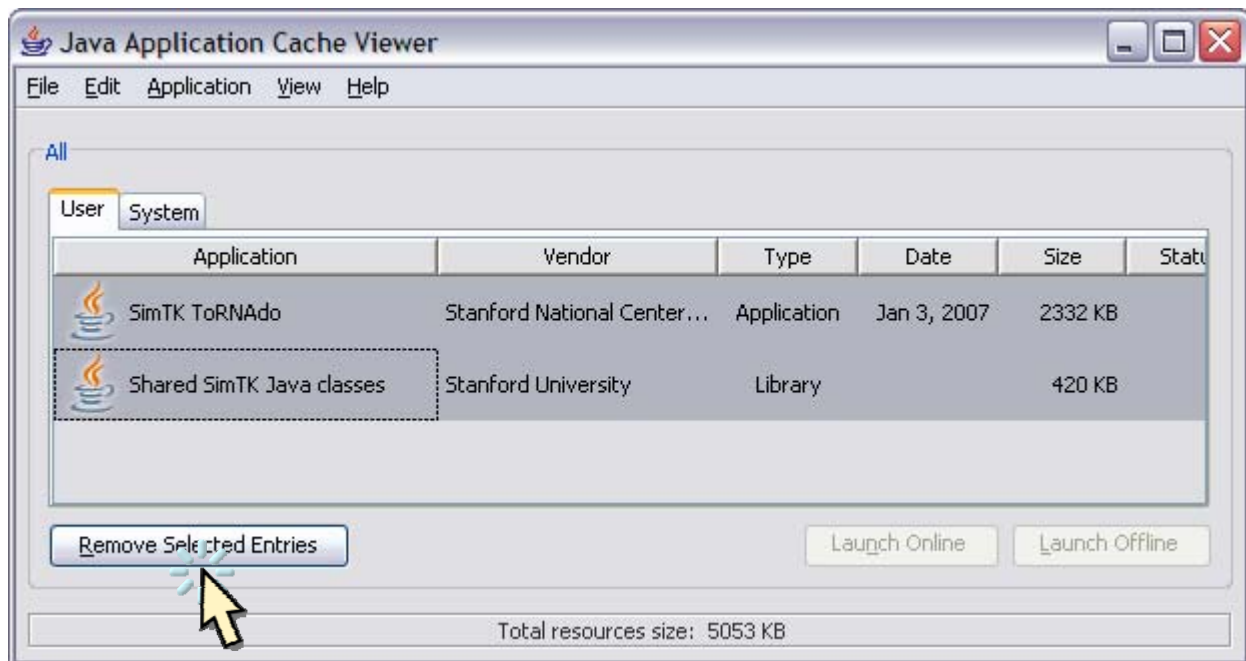 Java Application Cache Viewer
File Edit Application View Help
All
User System
Application Vendor Type Date Size Statu
SimTK ToRNAdo Stanford National Center... Application Jan 3, 2007 2332 KB
Shared SimTK Java classes Stanford University Library 420 KB
Remove Selected Entries Launch Online Launch Offline
Total resources size: 5053 KB